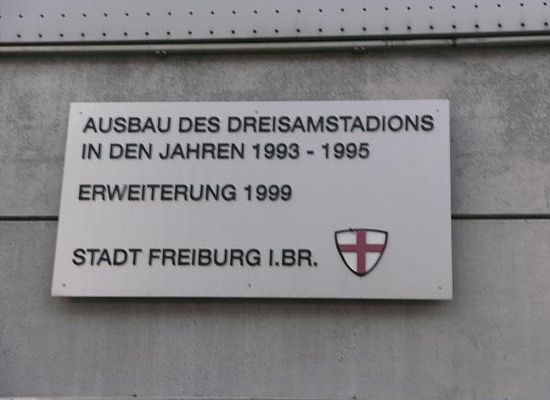 AUSBAU DES DREISAMSTADIONS
IN DEN JAHREN 1993 - 1995
ERWEITERUNG 1999
STADT FREIBURG I.BR.